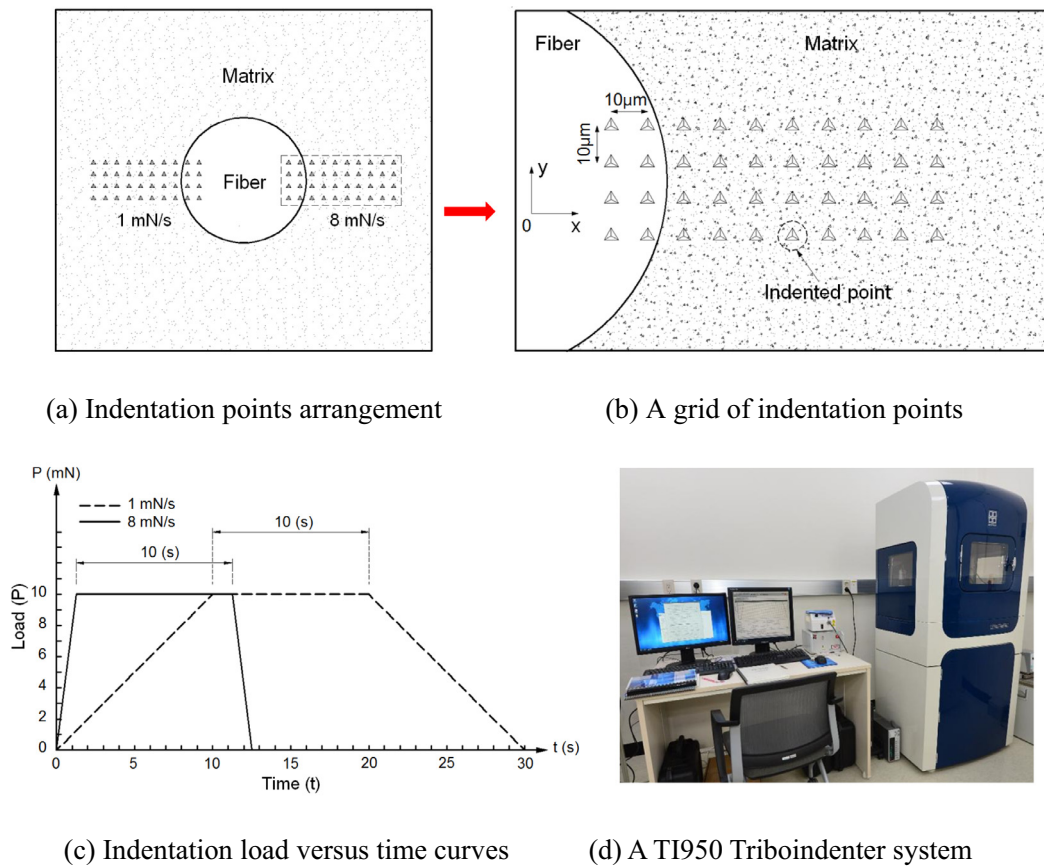 Matrix
Fiber
1 mN/s
8 mN/s
Fiber
Matrix
10μm
10μm
y
0
x
Indented point
(a) Indentation points arrangement
(b) A grid of indentation points
P (mN)
1 mN/s
8 mN/s
10 (s)
10 (s)
Load (P)
10
8
6
4
2
0
0
5
10
15
20
25
30
t (s)
Time (t)
(c) Indentation load versus time curves
(d) A TI950 Triboindenter system